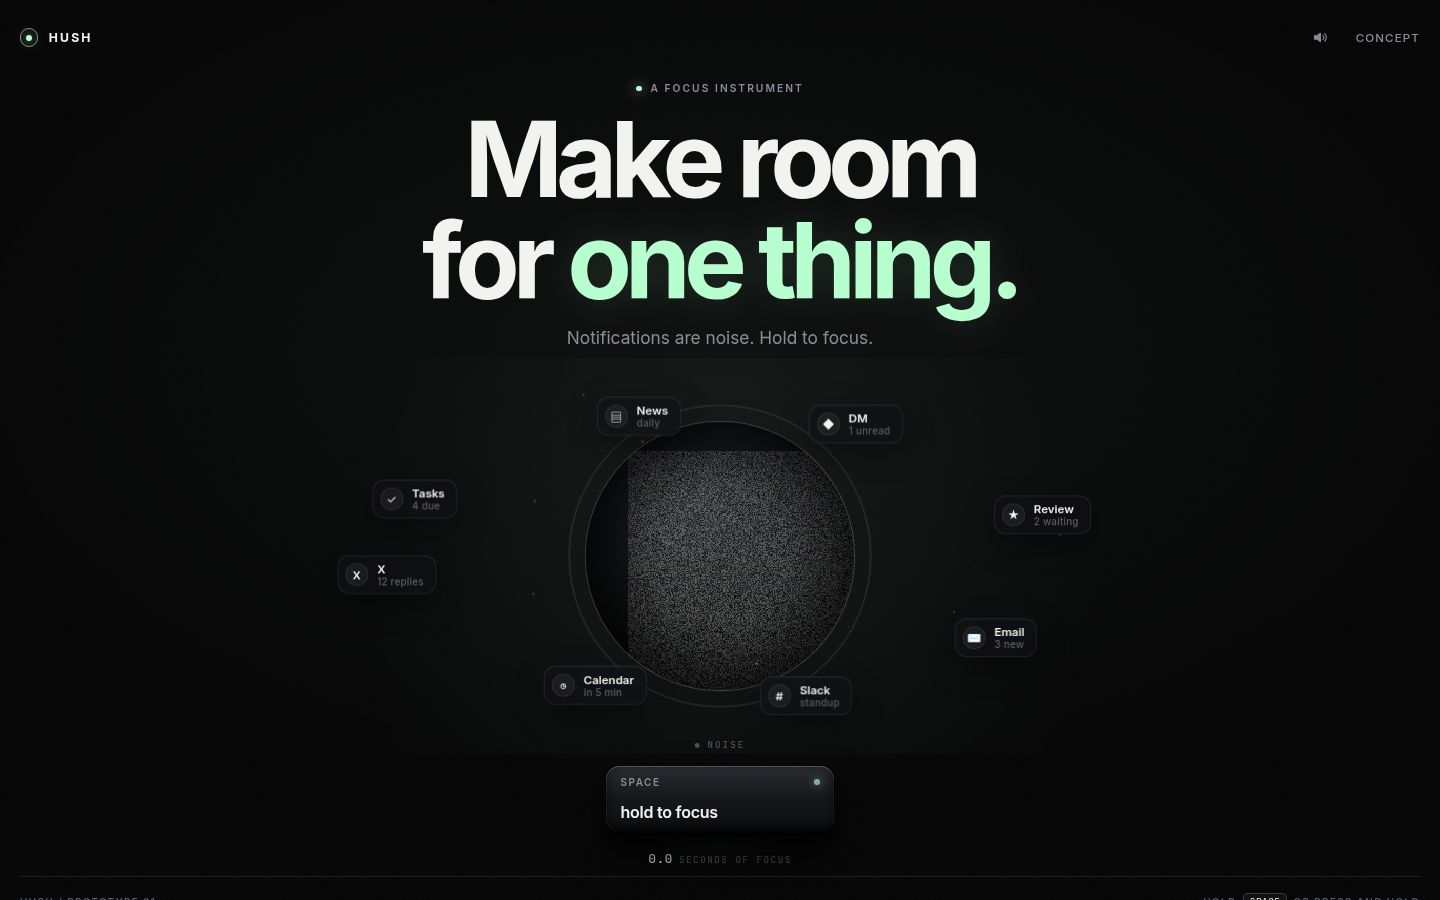 HUSH
CONCEPT
A FOCUS INSTRUMENT
Make room
for one thing.
Notifications are noise. Hold to focus.
News
daily
DM
1 unread
Tasks
4 due
Review
2 waiting
X
X
12 replies
Email
3 new
Calendar
in 5 min
#
Slack
standup
NOISE
SPACE
hold to focus
0.0 SECONDS OF FOCUS